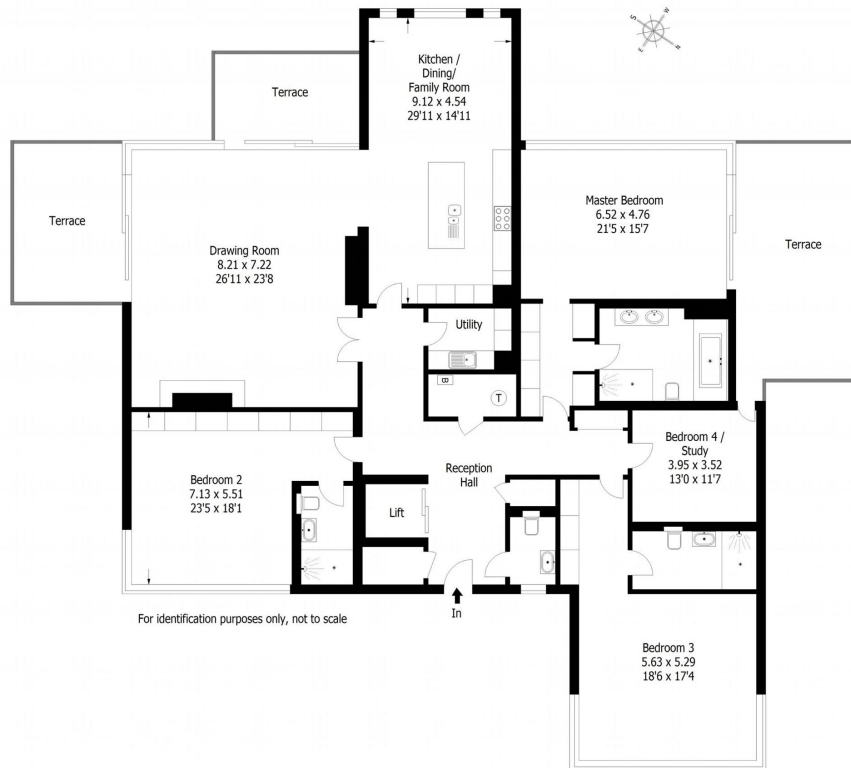 S
W
E
N
Kitchen /
Dining/
Family Room
9.12 x 4.54
29'11 x 14'11
Terrace
Terrace
Drawing Room
8.21 x 7.22
26'11 x 23'8
Master Bedroom
6.52 x 4.76
21'5 x 15'7
Terrace
Utility
B
T
Bedroom 4 /
Study
3.95 x 3.52
13'0 x 11'7
Reception
Hall
Bedroom 2
7.13 x 5.51
23'5 x 18'1
Lift
In
For identification purposes only, not to scale
Bedroom 3
5.63 x 5.29
18'6 x 17'4